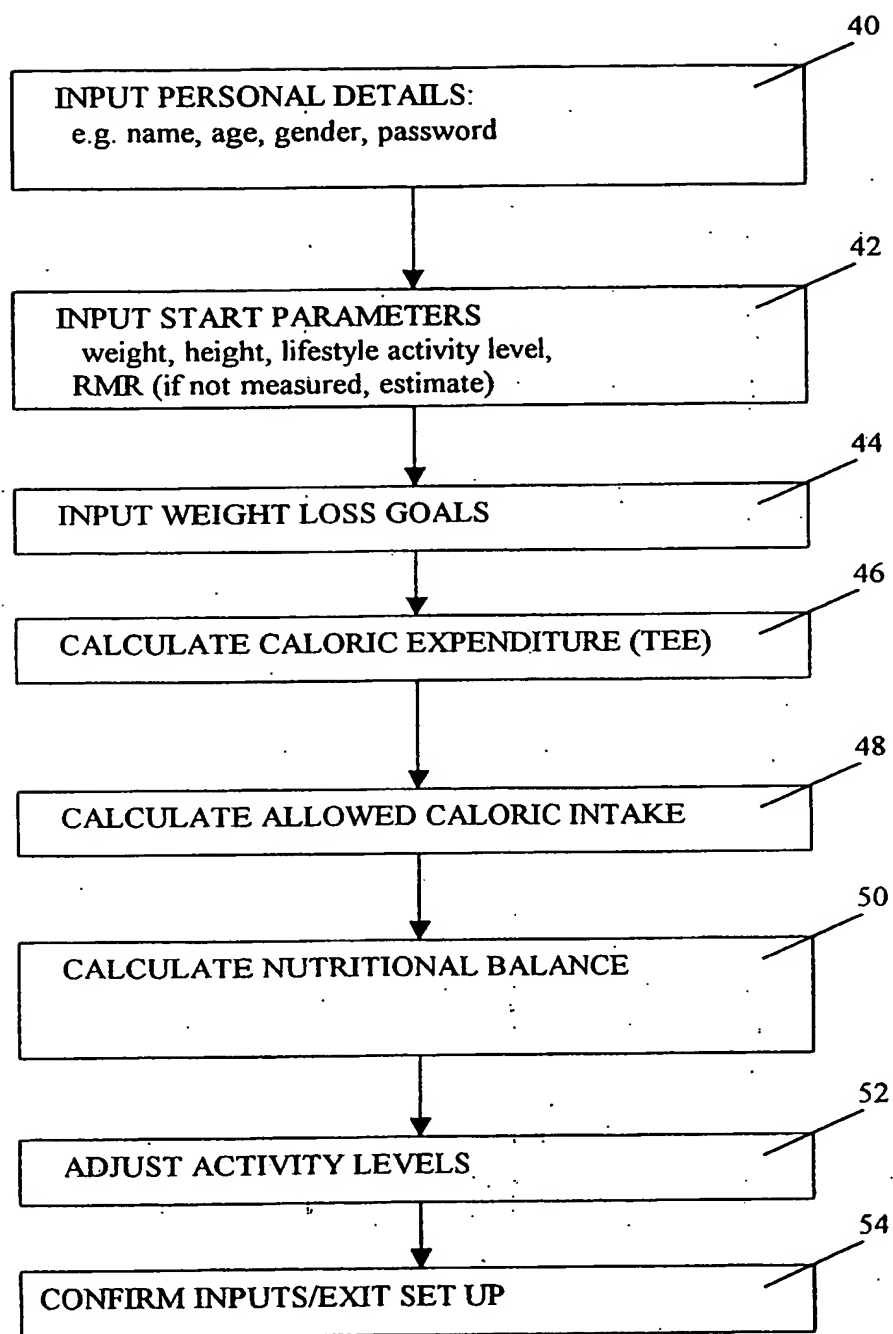 40
INPUT PERSONAL DETAILS:
e.g. name, age, gender, password
42
INPUT START PARAMETERS
weight, height, lifestyle activity level,
RMR (if not measured, estimate)
44
INPUT WEIGHT LOSS GOALS
46
CALCULATE CALORIC EXPENDITURE (TEE)
48
CALCULATE ALLOWED CALORIC INTAKE
50
CALCULATE NUTRITIONAL BALANCE
52
ADJUST ACTIVITY LEVELS
54
CONFIRM INPUTS/EXIT SET UP